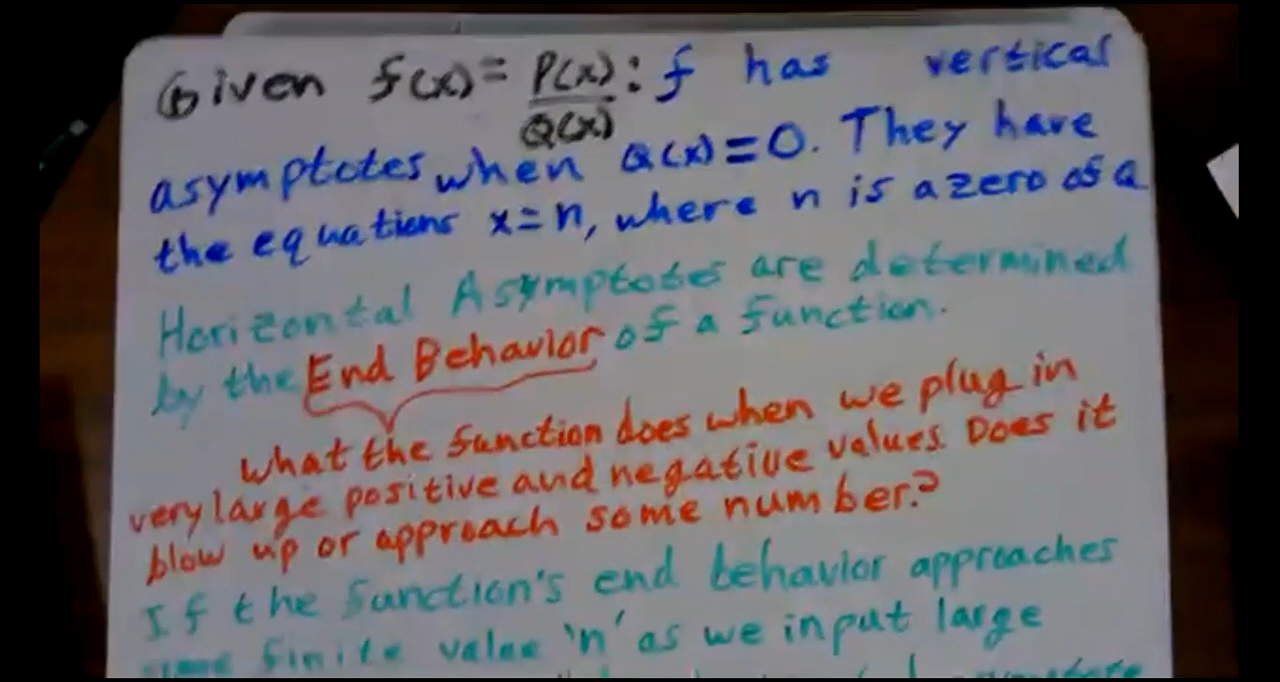 Given f(x) = P(x)/Q(x) : f has vertical
asymptotes when Q(x)=0. They have
the equations x=n, where n is a zero of Q
Horizontal Asymptotes are determined
by the End Behavior of a function.
What the function does when we plug in
very large positive and negative values. Does it
blow up or approach some number?
If the function's end behavior approaches
some finite value 'n' as we input large